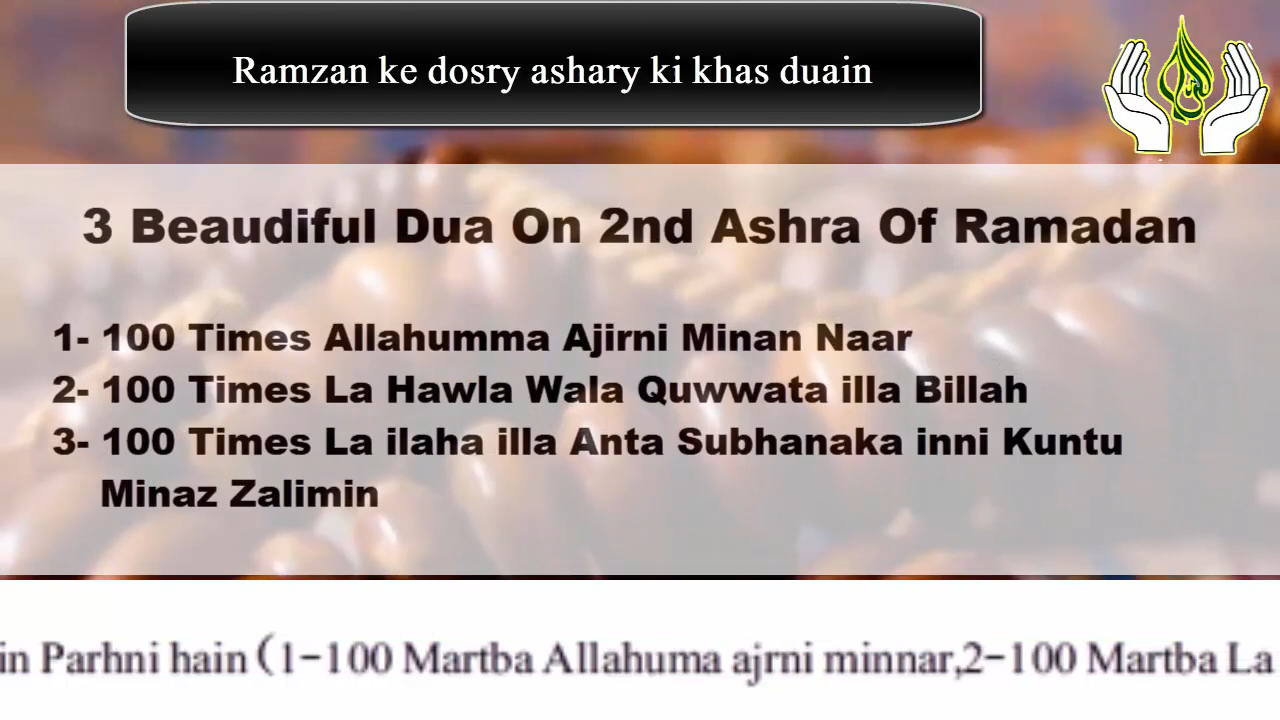 Ramzan ke dosry ashary ki khas duain
3 Beaudiful Dua On 2nd Ashra Of Ramadan
1- 100 Times Allahumma Ajirni Minan Naar
2- 100 Times La Hawla Wala Quwwata illa Billah
3- 100 Times La ilaha illa Anta Subhanaka inni Kuntu
Minaz Zalimin
in Parhni hain (1-100 Martba Allahuma ajrni minnar,2-100 Martba La